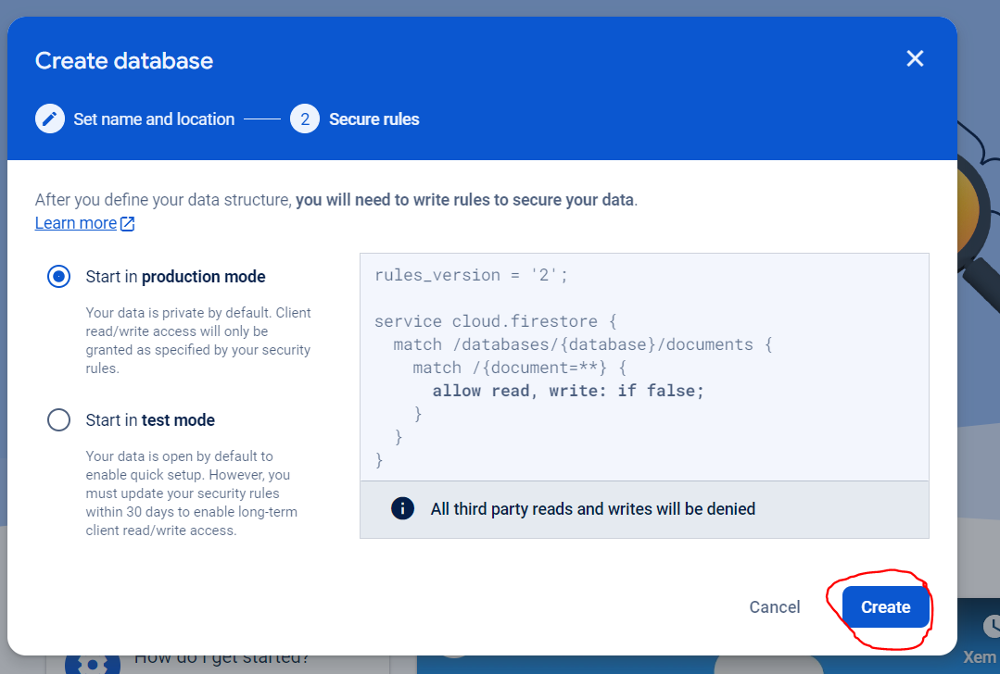 Create database
Set name and location
2
Secure rules
After you define your data structure, you will need to write rules to secure your data.
Learn more
Start in production mode
Your data is private by default. Client
read/write access will only be
granted as specified by your security
rules.
Start in test mode
Your data is open by default to
enable quick setup. However, you
must update your security rules
within 30 days to enable long-term
client read/write access.
rules_version = '2';
service cloud.firestore {
match /databases/{database}/documents {
match /{document=**} {
allow read, write: if false;
}
}
}
All third party reads and writes will be denied
Cancel
Create
How do I get started?
Xem